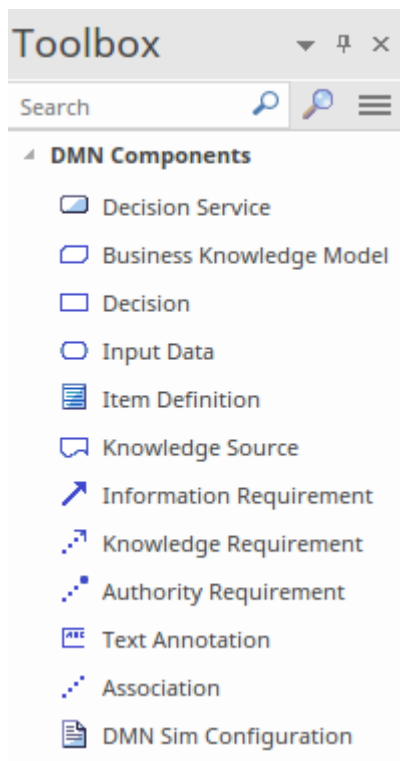 Toolbox
Search
DMN Components
Decision Service
Business Knowledge Model
Decision
Input Data
Item Definition
Knowledge Source
Information Requirement
Knowledge Requirement
Authority Requirement
ABC Text Annotation
Association
DMN Sim Configuration